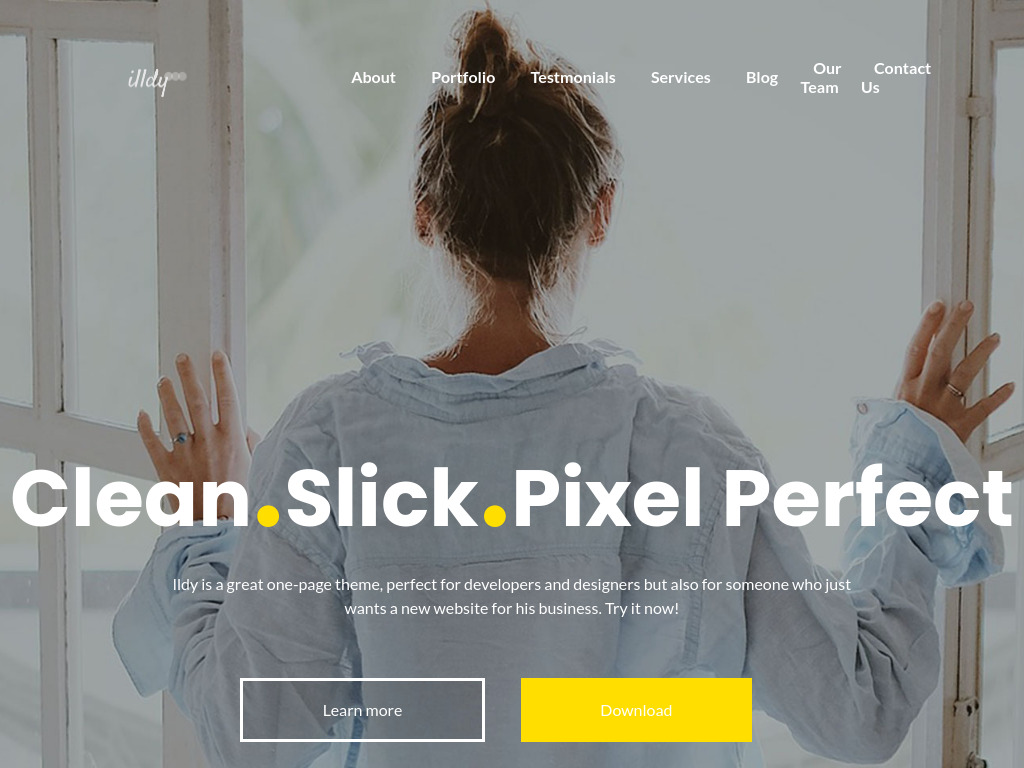 illdy
About Portfolio Testmonials Services Blog Our Team Contact Us
Clean.Slick.Pixel Perfect
lldy is a great one-page theme, perfect for developers and designers but also for someone who just
wants a new website for his business. Try it now!
Learn more Download